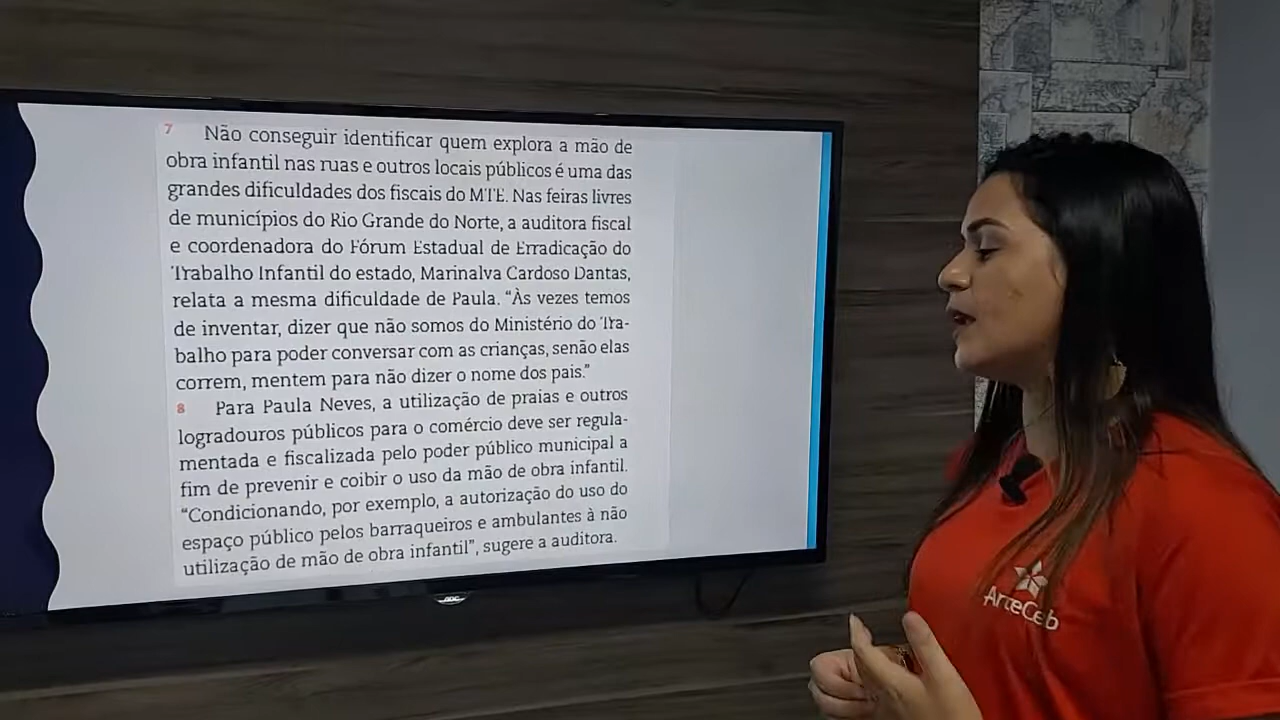 7 Não conseguir identificar quem explora a mão de
obra infantil nas ruas e outros locais públicos é uma das
grandes dificuldades dos fiscais do MTE. Nas feiras livres
de municípios do Rio Grande do Norte, a auditora fiscal
e coordenadora do Fórum Estadual de Erradicação do
Trabalho Infantil do estado, Marinalva Cardoso Dantas,
relata a mesma dificuldade de Paula. “Às vezes temos
de inventar, dizer que não somos do Ministério do Tra-
balho para poder conversar com as crianças, senão elas
correm, mentem para não dizer o nome dos pais.”
8 Para Paula Neves, a utilização de praias e outros
logradouros públicos para o comércio deve ser regula-
mentada e fiscalizada pelo poder público municipal a
fim de prevenir e coibir o uso da mão de obra infantil.
“Condicionando, por exemplo, a autorização do uso do
espaço público pelos barraqueiros e ambulantes à não
utilização de mão de obra infantil”, sugere a auditora.
AOC
ArteCeb